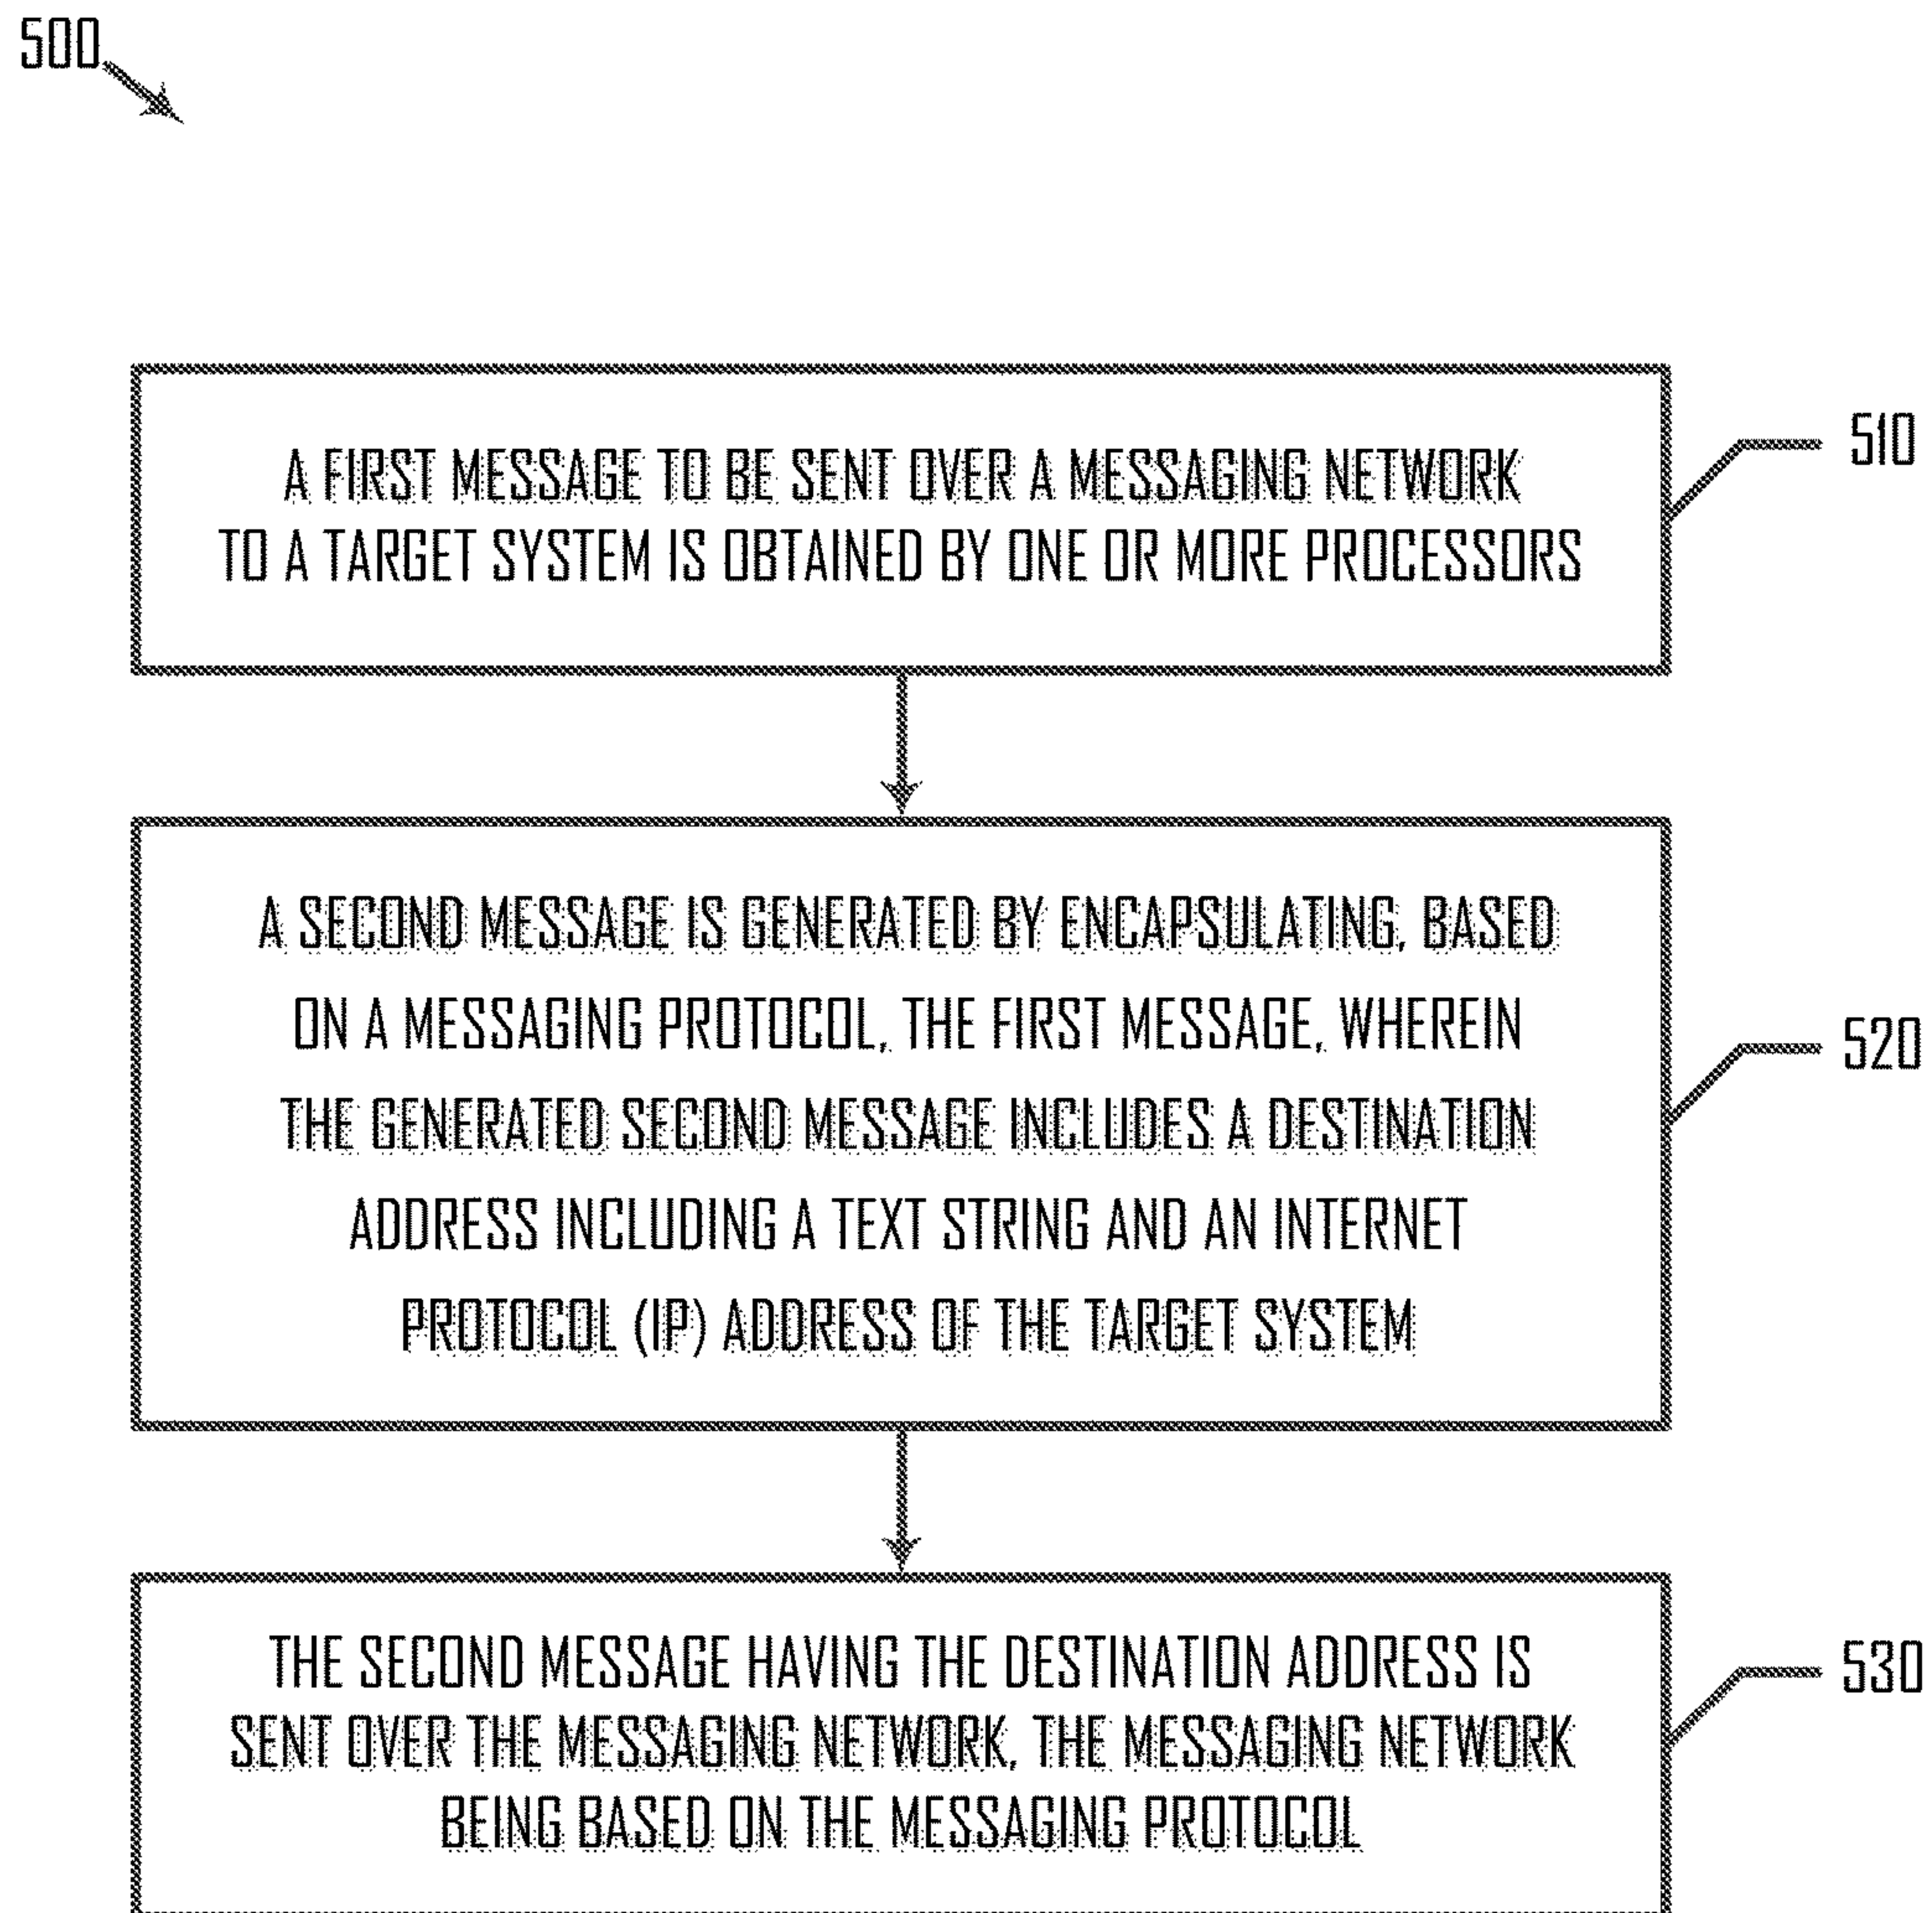 500
A FIRST MESSAGE TO BE SENT OVER A MESSAGING NETWORK
TO A TARGET SYSTEM IS OBTAINED BY ONE OR MORE PROCESSORS
510
A SECOND MESSAGE IS GENERATED BY ENCAPSULATING, BASED
ON A MESSAGING PROTOCOL, THE FIRST MESSAGE, WHEREIN
THE GENERATED SECOND MESSAGE INCLUDES A DESTINATION
ADDRESS INCLUDING A TEXT STRING AND AN INTERNET
PROTOCOL (IP) ADDRESS OF THE TARGET SYSTEM
520
THE SECOND MESSAGE HAVING THE DESTINATION ADDRESS IS
SENT OVER THE MESSAGING NETWORK, THE MESSAGING NETWORK
BEING BASED ON THE MESSAGING PROTOCOL
530